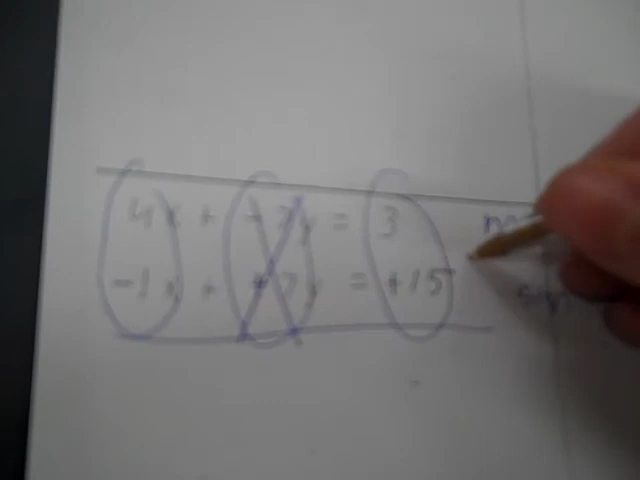 4x + -7y = 3
-1x + +7y = +15